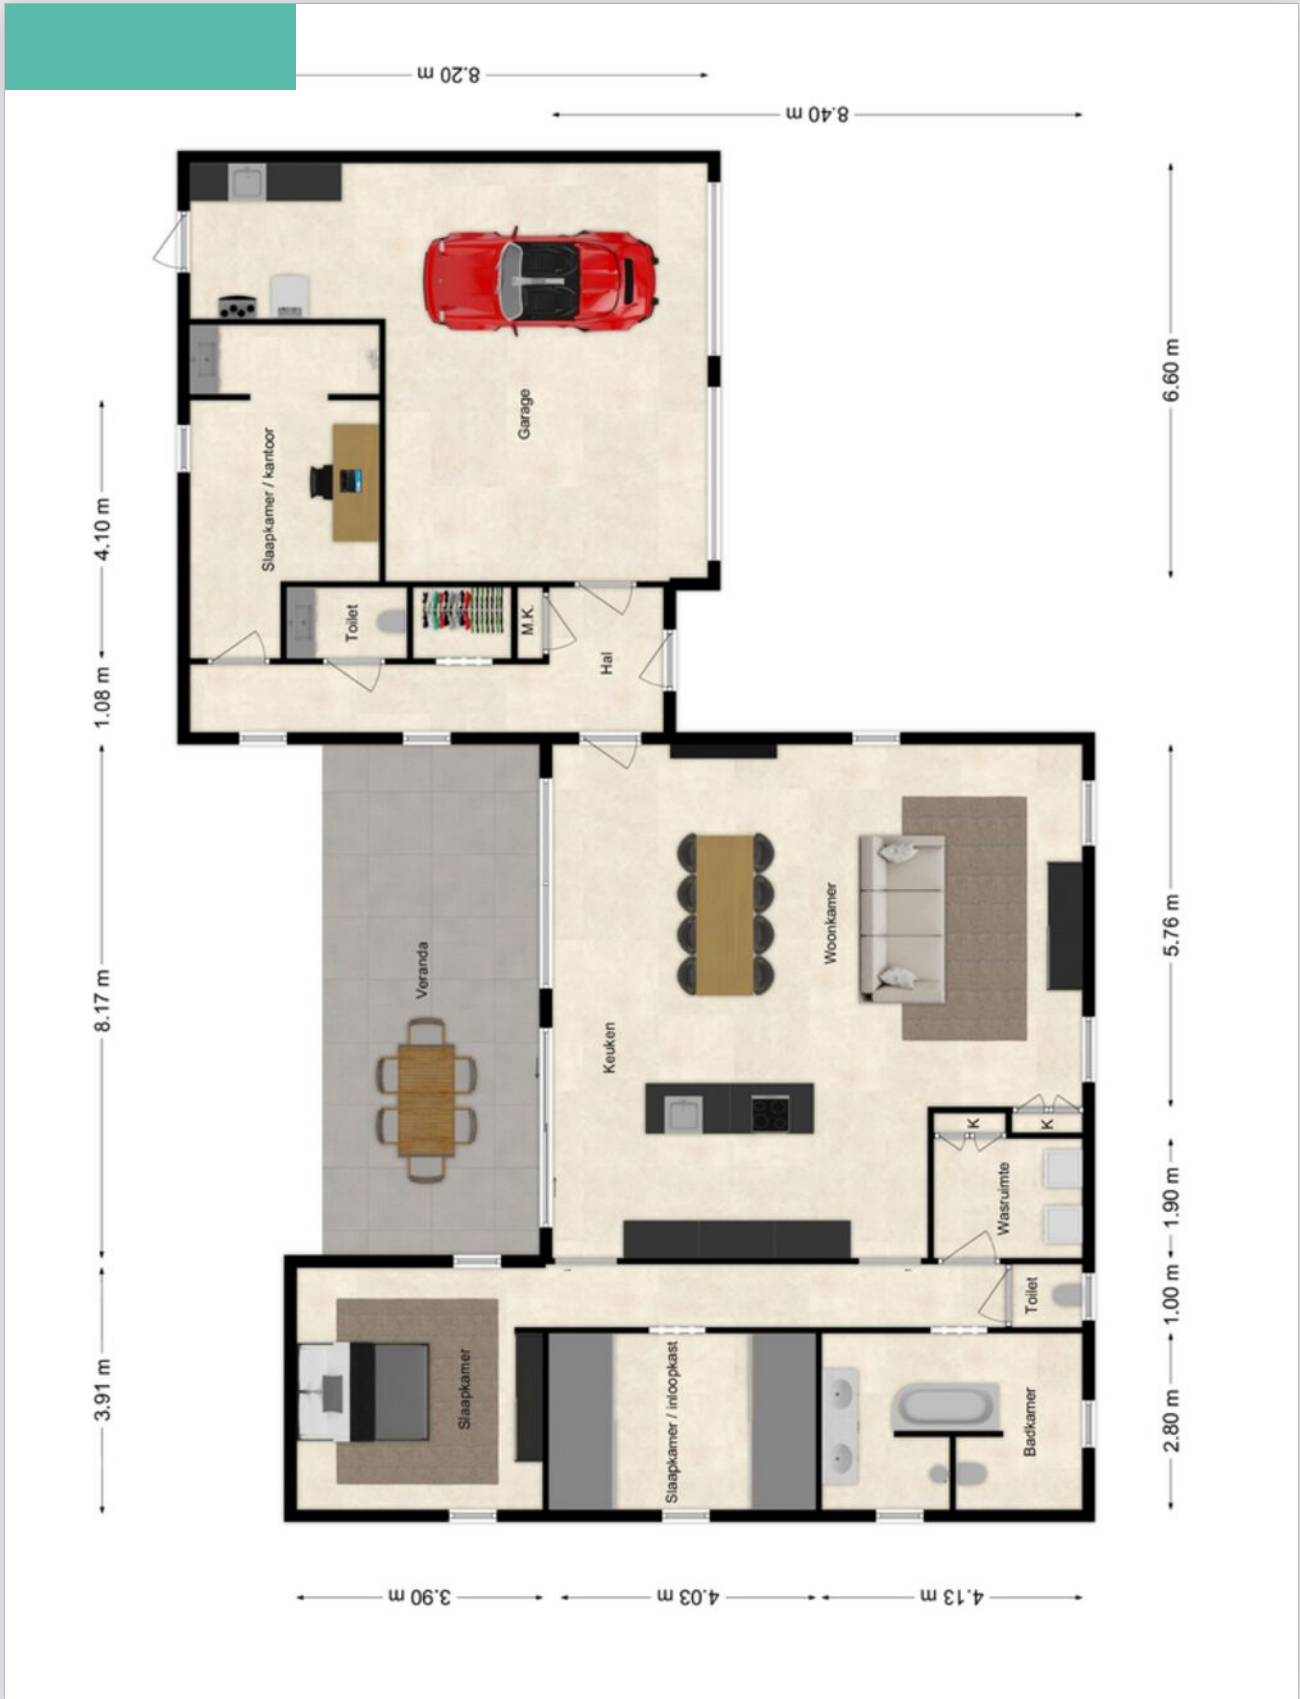 8.20 m
8.40 m
6.60 m
Garage
Slaapkamer / kantoor
4.10 m
Toilet
M.K.
Hal
1.08 m
Veranda
8.17 m
Woonkamer
5.76 m
Keuken
K
K
Wasruimte
1.90 m
Toilet
1.00 m
Slaapkamer
3.91 m
Slaapkamer / inloopkast
Badkamer
2.80 m
3.90 m
4.03 m
4.13 m